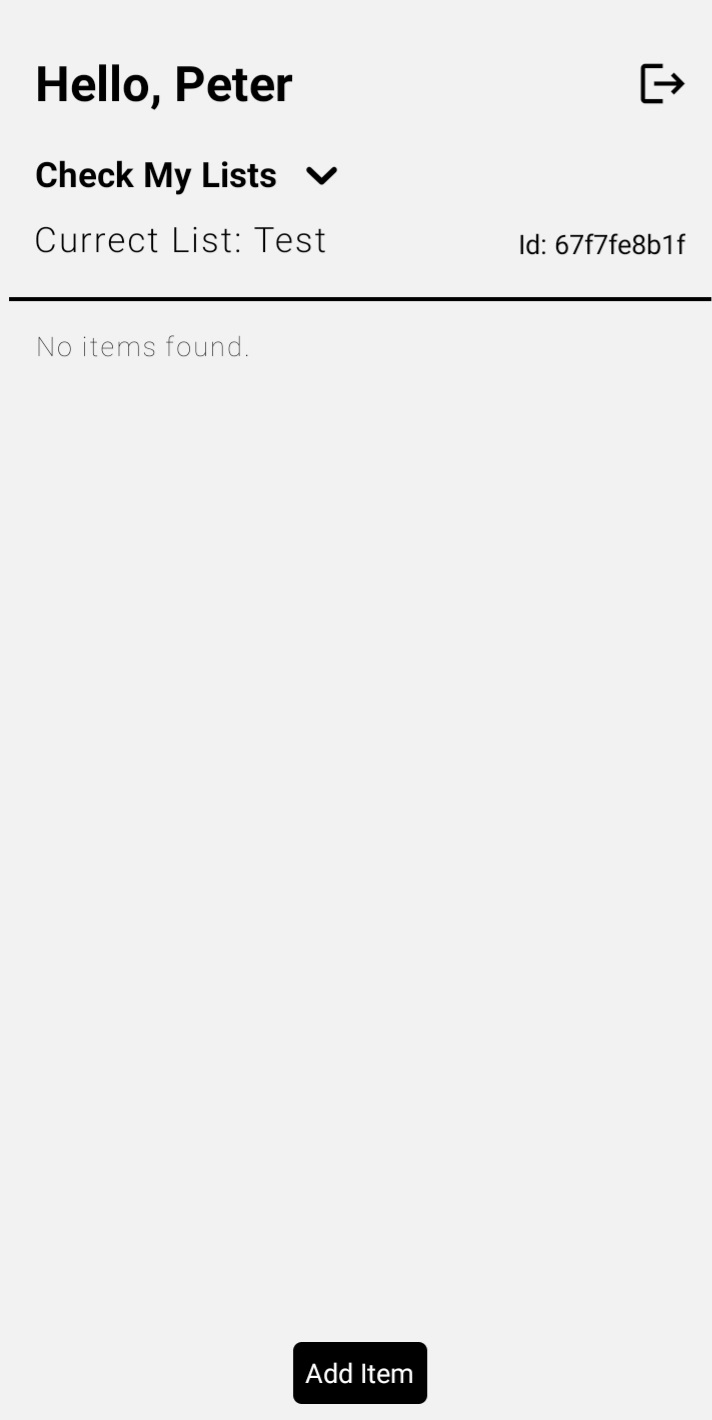 Hello, Peter
Check My Lists
Currect List: Test
Id: 67f7fe8b1f
No items found.
Add Item